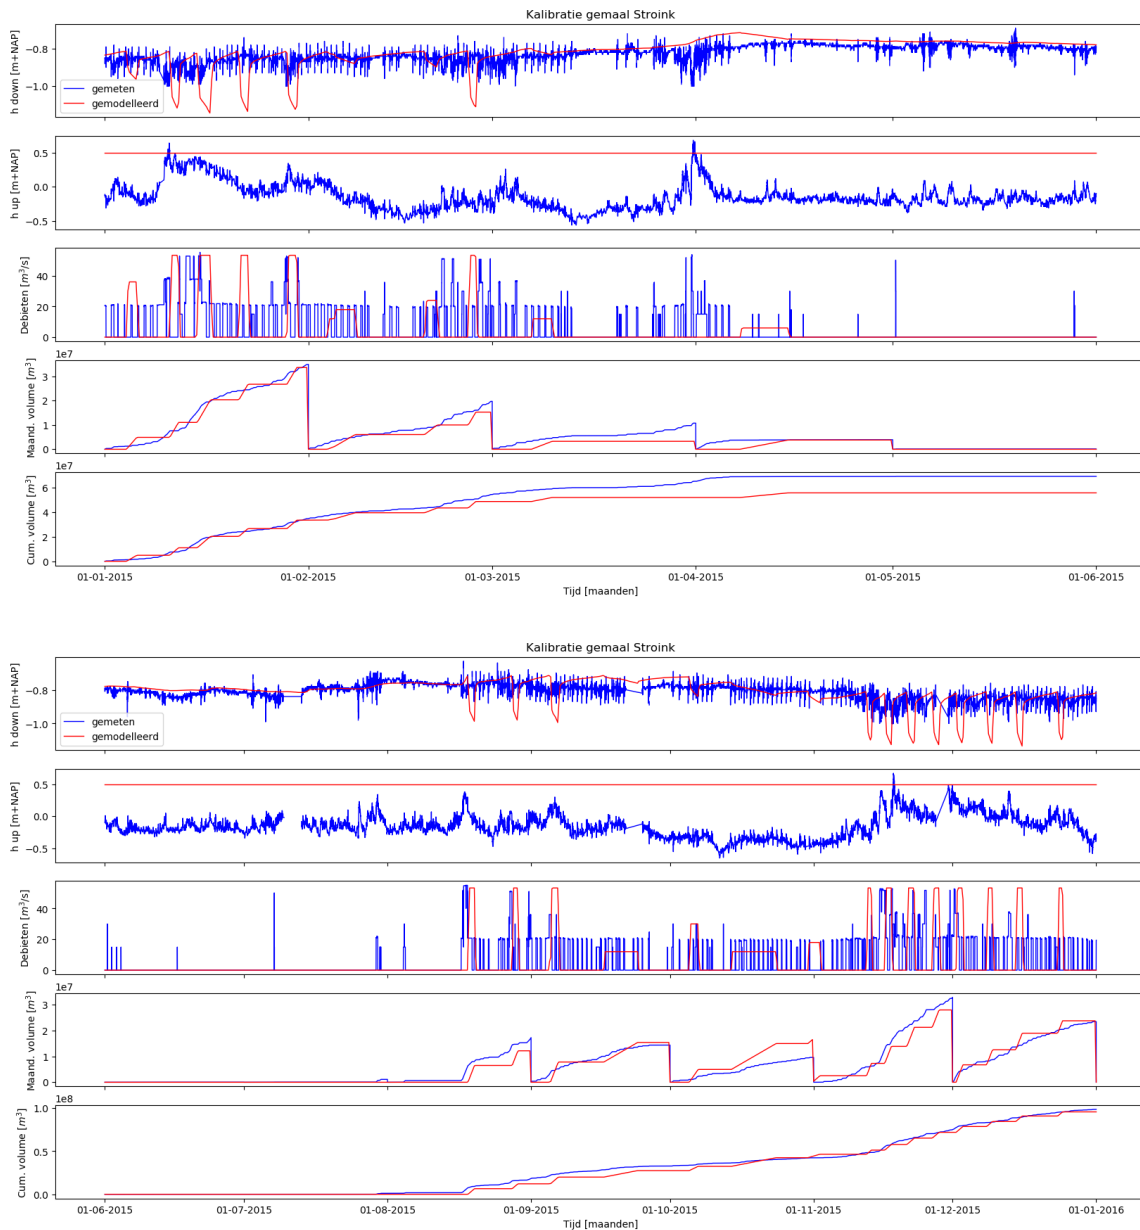 Kalibratie gemaal Stroink
h down [m+NAP]
−0.8
−1.0
gemeten
gemodelleerd
h up [m+NAP]
0.5
0.0
−0.5
Debieten [m³/s]
40
20
0
1e7
Maand. volume [m³]
3
2
1
0
1e7
Cum. volume [m³]
6
4
2
0
01-01-2015 01-02-2015 01-03-2015 01-04-2015 01-05-2015 01-06-2015
Tijd [maanden]
Kalibratie gemaal Stroink
h down [m+NAP]
−0.8
−1.0
gemeten
gemodelleerd
h up [m+NAP]
0.5
0.0
−0.5
Debieten [m³/s]
40
20
0
1e7
Maand. volume [m³]
3
2
1
0
1e8
Cum. volume [m³]
1.0
0.5
0.0
01-06-2015 01-07-2015 01-08-2015 01-09-2015 01-10-2015 01-11-2015 01-12-2015 01-01-2016
Tijd [maanden]